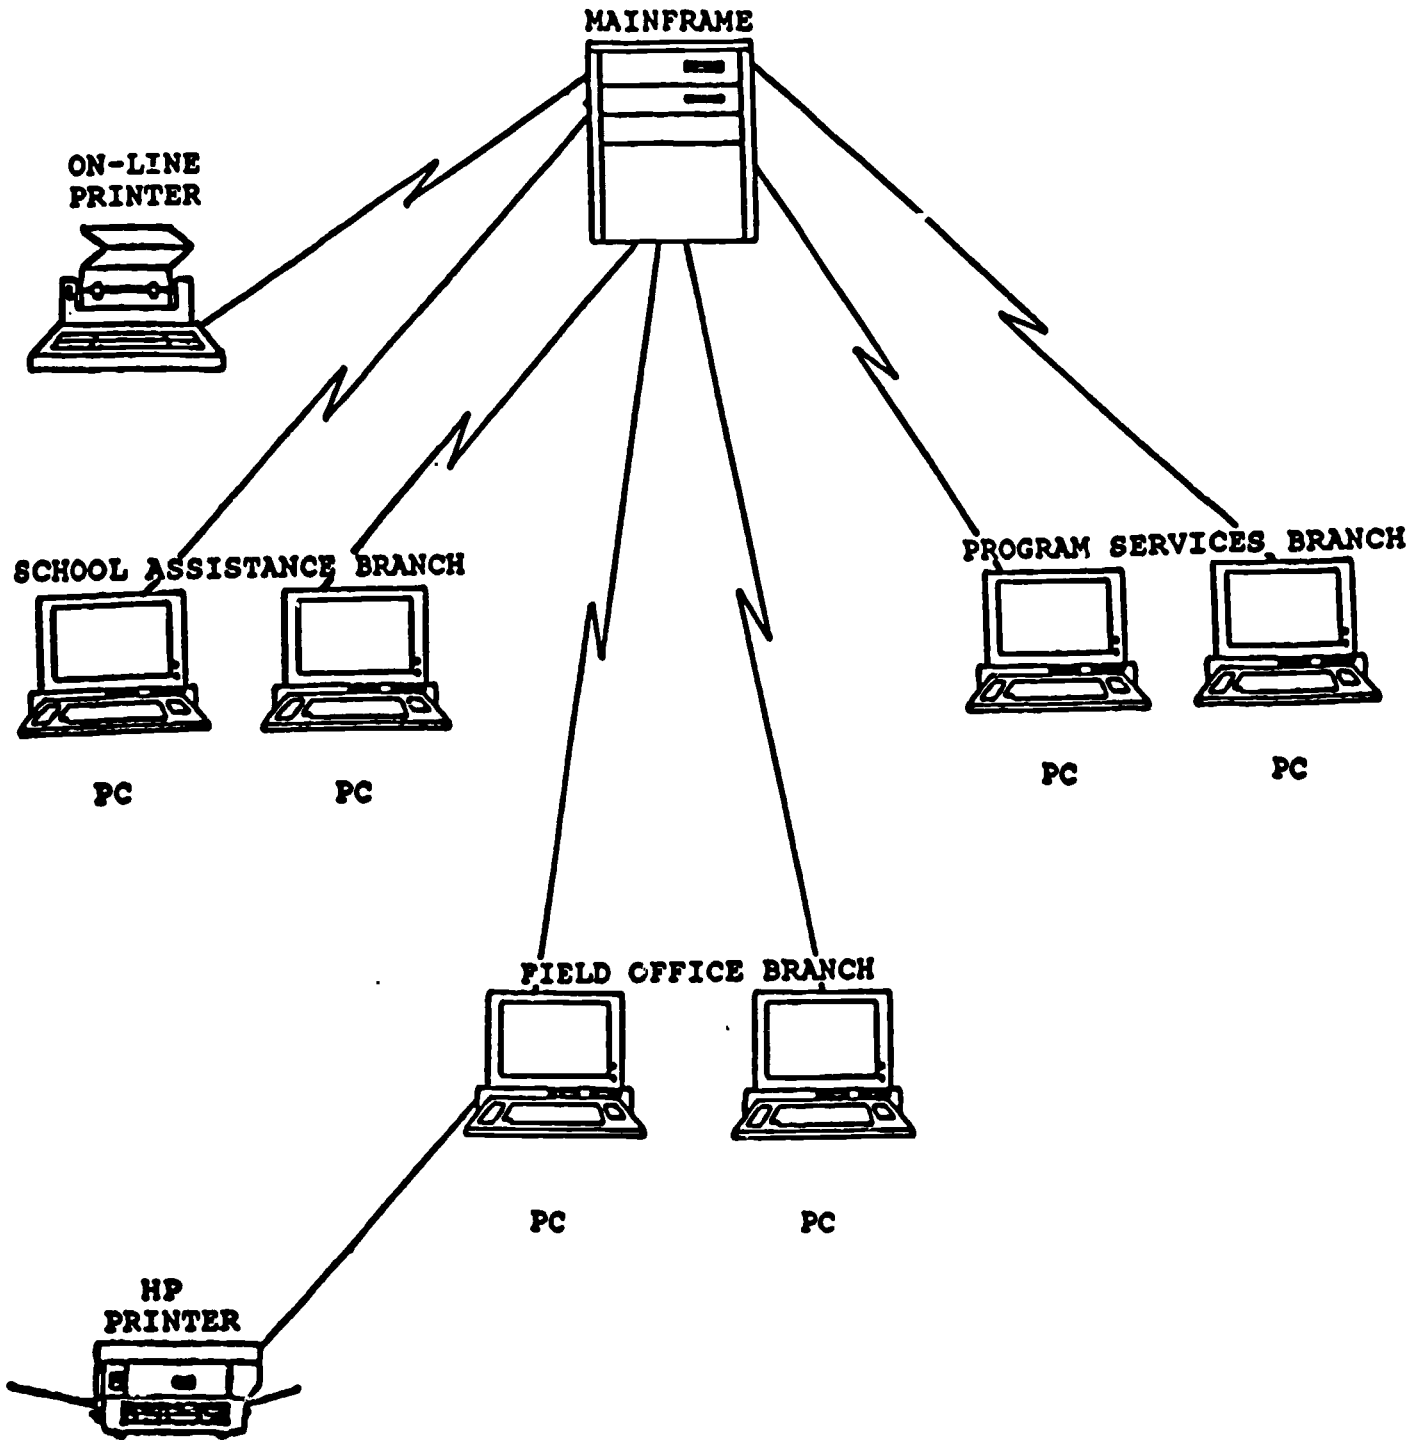 MAINFRAME
ON-LINE
PRINTER
SCHOOL ASSISTANCE BRANCH
PROGRAM SERVICES BRANCH
PC
PC
PC
PC
FIELD OFFICE BRANCH
PC
PC
HP
PRINTER